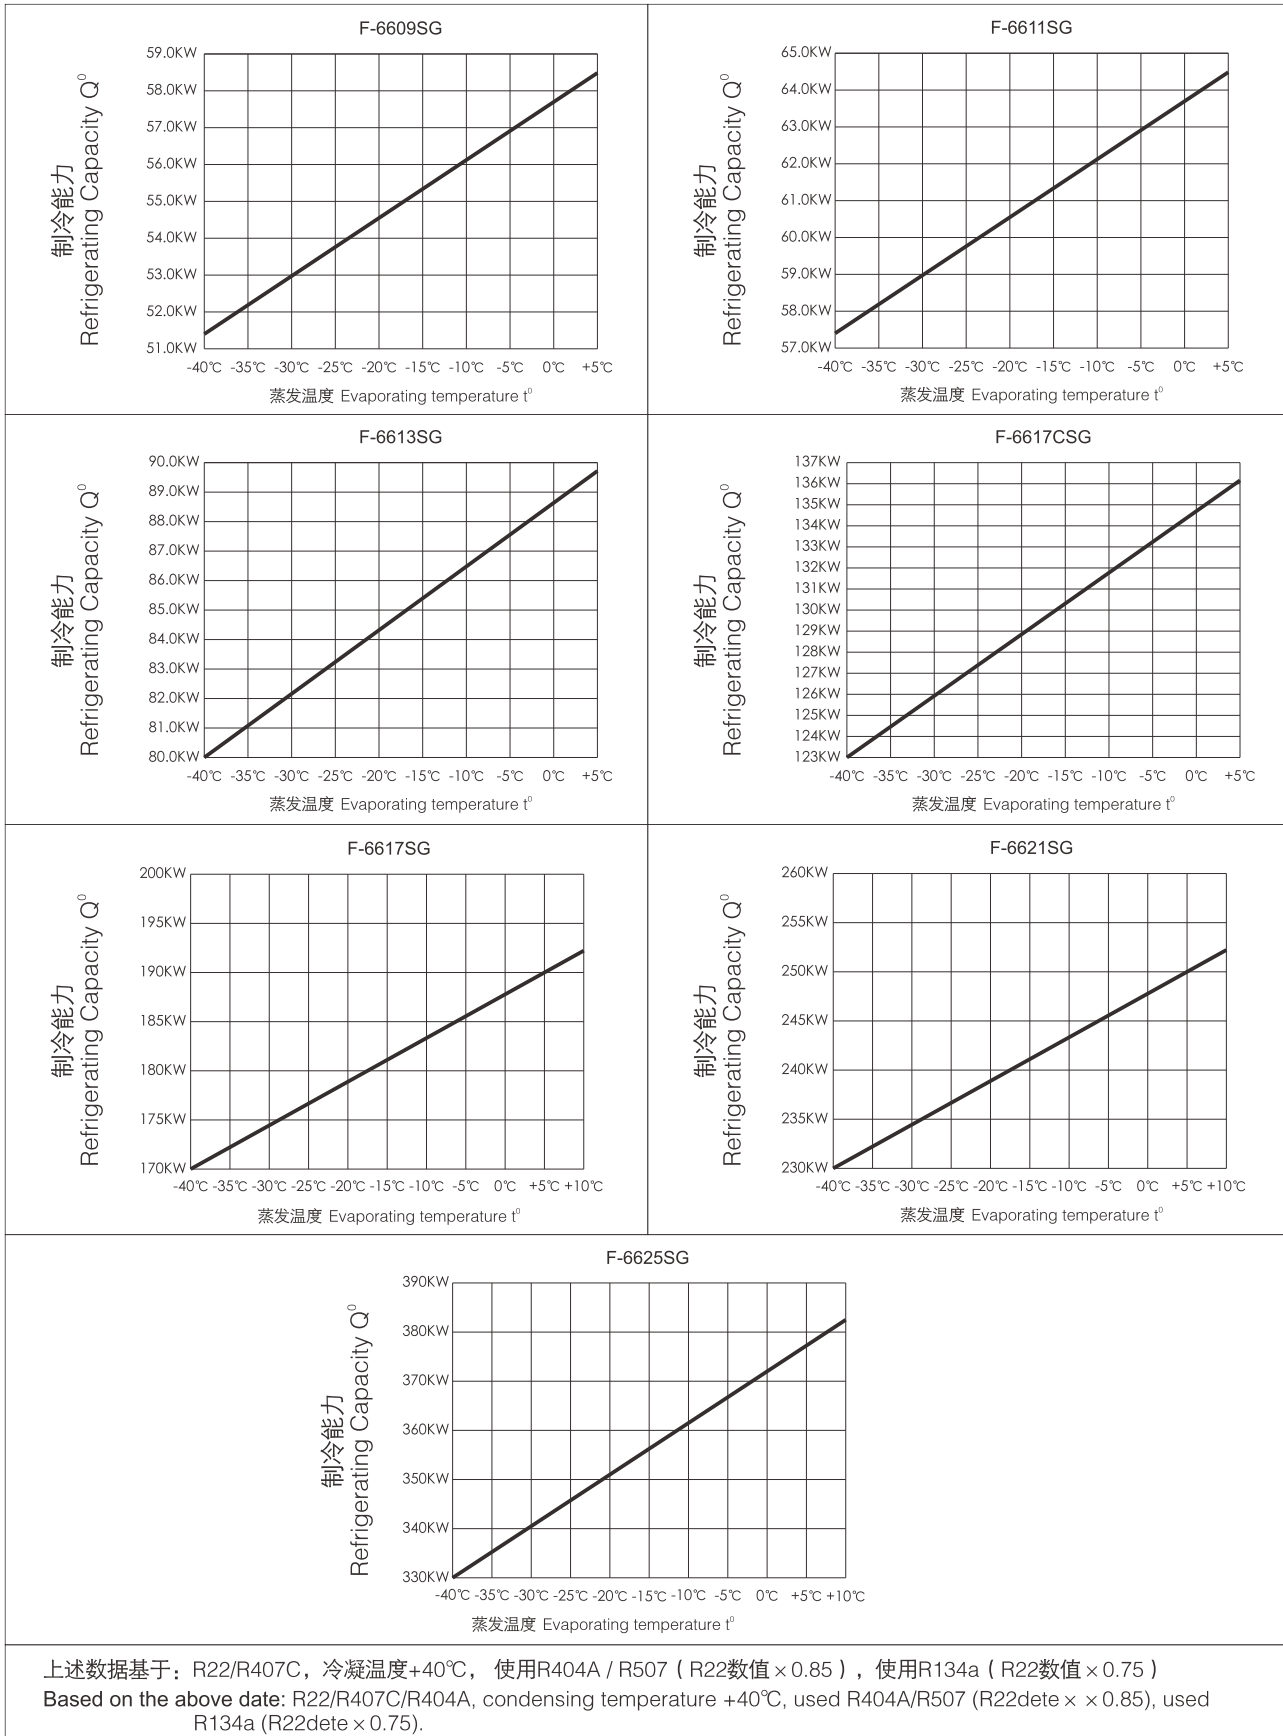 F-6609SG
制冷能力
Refrigerating Capacity Q⁰
59.0KW
58.0KW
57.0KW
56.0KW
55.0KW
54.0KW
53.0KW
52.0KW
51.0KW
-40℃ -35℃ -30℃ -25℃ -20℃ -15℃ -10℃ -5℃ 0℃ +5℃
蒸发温度 Evaporating temperature t⁰
F-6611SG
制冷能力
Refrigerating Capacity Q⁰
65.0KW
64.0KW
63.0KW
62.0KW
61.0KW
60.0KW
59.0KW
58.0KW
57.0KW
-40℃ -35℃ -30℃ -25℃ -20℃ -15℃ -10℃ -5℃ 0℃ +5℃
蒸发温度 Evaporating temperature t⁰
F-6613SG
制冷能力
Refrigerating Capacity Q⁰
90.0KW
89.0KW
88.0KW
87.0KW
86.0KW
85.0KW
84.0KW
83.0KW
82.0KW
81.0KW
80.0KW
-40℃ -35℃ -30℃ -25℃ -20℃ -15℃ -10℃ -5℃ 0℃ +5℃
蒸发温度 Evaporating temperature t⁰
F-6617CSG
制冷能力
Refrigerating Capacity Q⁰
137KW
136KW
135KW
134KW
133KW
132KW
131KW
130KW
129KW
128KW
127KW
126KW
125KW
124KW
123KW
-40℃ -35℃ -30℃ -25℃ -20℃ -15℃ -10℃ -5℃ 0℃ +5℃
蒸发温度 Evaporating temperature t⁰
F-6617SG
制冷能力
Refrigerating Capacity Q⁰
200KW
195KW
190KW
185KW
180KW
175KW
170KW
-40℃ -35℃ -30℃ -25℃ -20℃ -15℃ -10℃ -5℃ 0℃ +5℃ +10℃
蒸发温度 Evaporating temperature t⁰
F-6621SG
制冷能力
Refrigerating Capacity Q⁰
260KW
255KW
250KW
245KW
240KW
235KW
230KW
-40℃ -35℃ -30℃ -25℃ -20℃ -15℃ -10℃ -5℃ 0℃ +5℃ +10℃
蒸发温度 Evaporating temperature t⁰
F-6625SG
制冷能力
Refrigerating Capacity Q⁰
390KW
380KW
370KW
360KW
350KW
340KW
330KW
-40℃ -35℃ -30℃ -25℃ -20℃ -15℃ -10℃ -5℃ 0℃ +5℃ +10℃
蒸发温度 Evaporating temperature t⁰
上述数据基于：R22/R407C，冷凝温度+40℃， 使用R404A / R507（R22数值×0.85），使用R134a（R22数值×0.75）
Based on the above date: R22/R407C/R404A, condensing temperature +40℃, used R404A/R507 (R22dete × × 0.85), used
R134a (R22dete × 0.75).